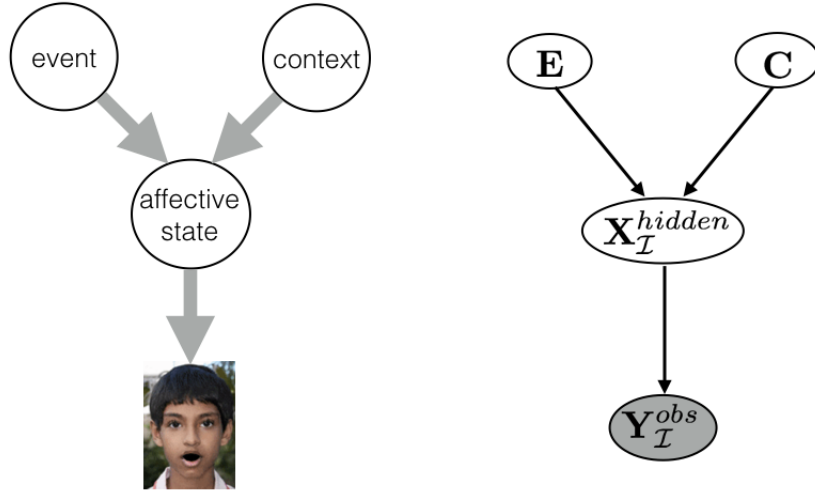 event
context
affective
state
E
C
X_I^{hidden}
Y_I^{obs}